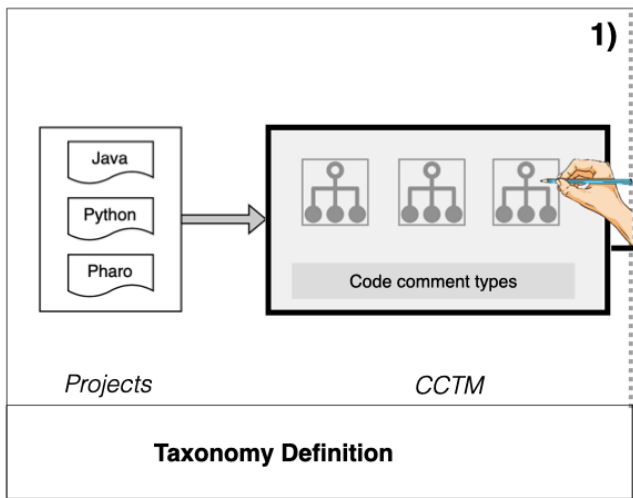 1)
Java
Python
Pharo
Code comment types
Projects
CCTM
Taxonomy Definition